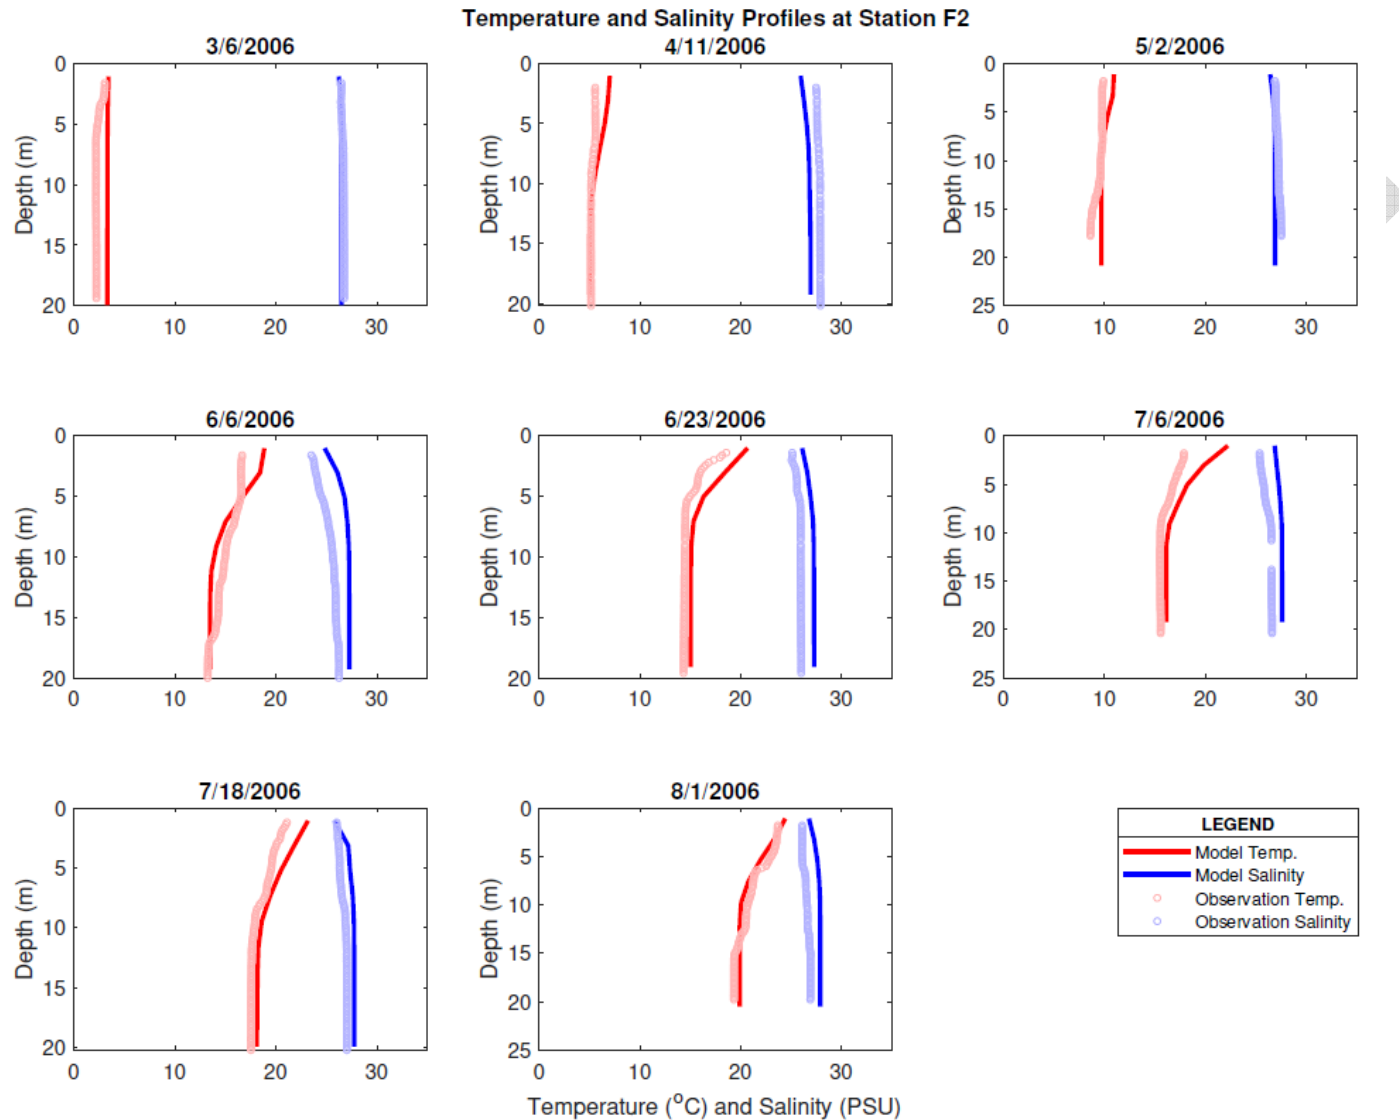 Temperature and Salinity Profiles at Station F2
3/6/2006
0
5
10
15
20
Depth (m)
0 10 20 30
4/11/2006
0
5
10
15
20
Depth (m)
0 10 20 30
5/2/2006
0
5
10
15
20
25
Depth (m)
0 10 20 30
6/6/2006
0
5
10
15
20
Depth (m)
0 10 20 30
6/23/2006
0
5
10
15
20
Depth (m)
0 10 20 30
7/6/2006
0
5
10
15
20
25
Depth (m)
0 10 20 30
7/18/2006
0
5
10
15
20
Depth (m)
0 10 20 30
8/1/2006
0
5
10
15
20
25
Depth (m)
0 10 20 30
LEGEND
Model Temp.
Model Salinity
Observation Temp.
Observation Salinity
Temperature (°C) and Salinity (PSU)